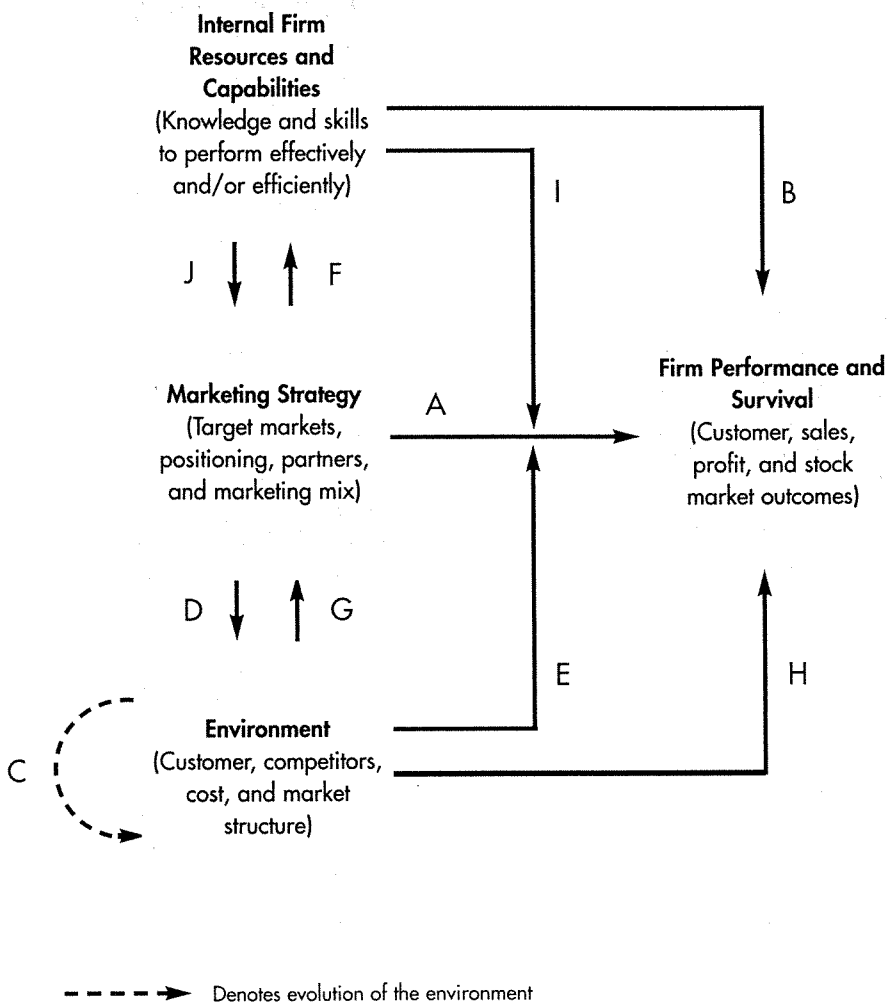 Internal Firm
Resources and
Capabilities
(Knowledge and skills
to perform effectively
and/or efficiently)
I
B
J
F
Marketing Strategy
(Target markets,
positioning, partners,
and marketing mix)
A
Firm Performance and
Survival
(Customer, sales,
profit, and stock
market outcomes)
D
G
E
H
C
Environment
(Customer, competitors,
cost, and market
structure)
Denotes evolution of the environment